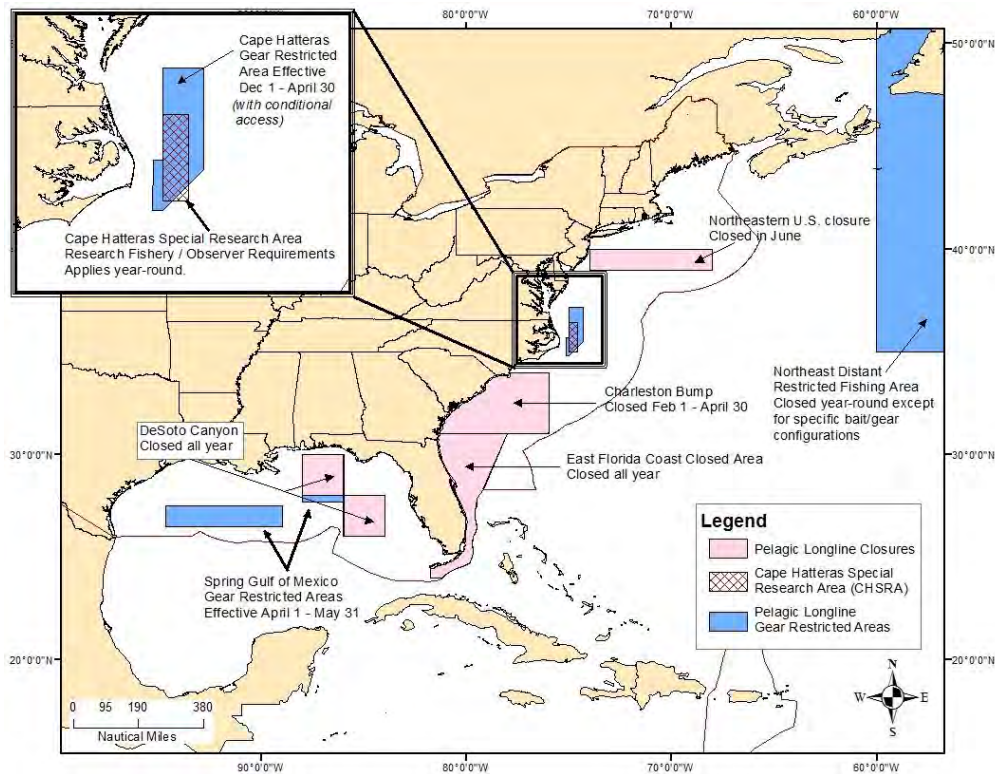 80°0'0"W
70°0'0"W
60°0'0"W
Cape Hatteras
Gear Restricted
Area Effective
Dec 1 - April 30
(with conditional
access)
Cape Hatteras Special Research Area
Research Fishery / Observer Requirements
Applies year-round.
50°0'0"N
Northeastern U.S. closure
Closed in June
40°0'0"N
Northeast Distant
Restricted Fishing Area
Closed year-round except
for specific bait/gear
configurations
Charleston Bump
Closed Feb 1 - April 30
DeSoto Canyon
Closed all year
30°0'0"N
East Florida Coast Closed Area
Closed all year
30°0'0"N
Spring Gulf of Mexico
Gear Restricted Areas
Effective April 1 - May 31
Legend
Pelagic Longline Closures
Cape Hatteras Special
Research Area (CHSRA)
Pelagic Longline
Gear Restricted Areas
20°0'0"N
20°0'0"N
N
W
E
S
0 95 190 380
Nautical Miles
90°0'0"W
80°0'0"W
70°0'0"W
60°0'0"W